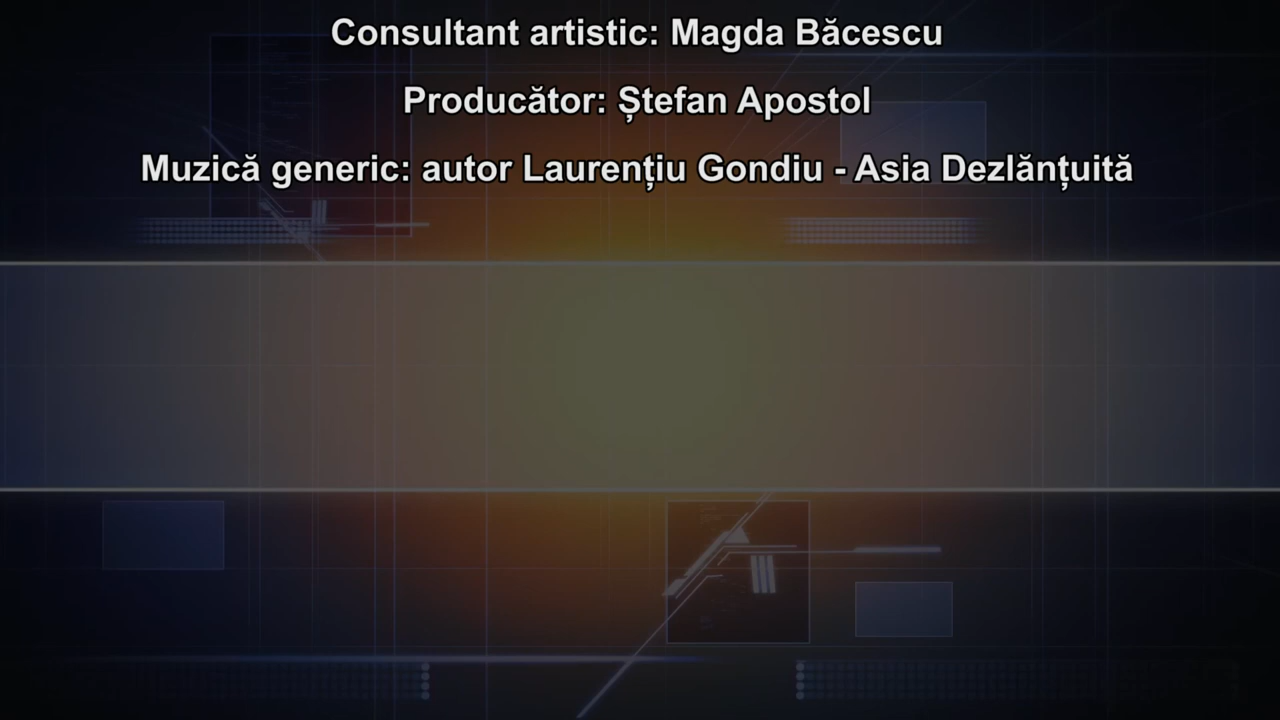 Consultant artistic: Magda Băcescu
Producător: Ștefan Apostol
Muzică generic: autor Laurențiu Gondiu - Asia Dezlănțuită